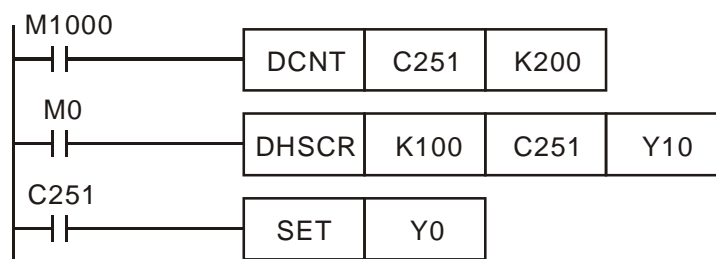 M1000
DCNT C251 K200
M0
DHSCR K100 C251 Y10
C251
SET Y0